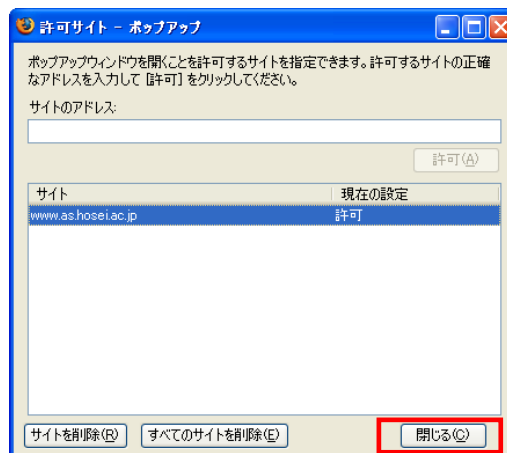 許可サイト - ポップアップ
ポップアップウィンドウを開くことを許可するサイトを指定できます。許可するサイトの正確
なアドレスを入力して [許可] をクリックしてください。
サイトのアドレス:
許可(A)
サイト 現在の設定
www.as.hosei.ac.jp 許可
サイトを削除(R) すべてのサイトを削除(E) 閉じる(C)